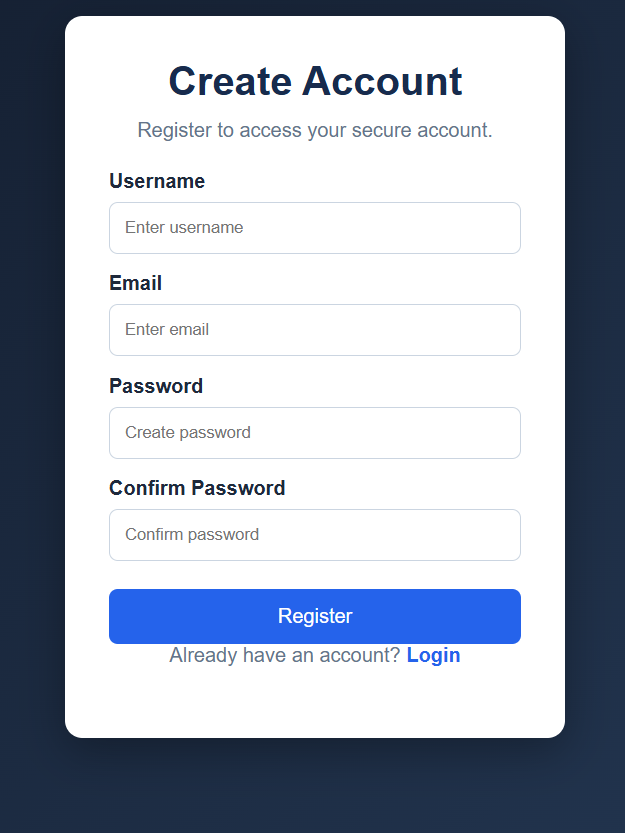 Create Account
Register to access your secure account.
Username
Enter username
Email
Enter email
Password
Create password
Confirm Password
Confirm password
Register
Already have an account? Login